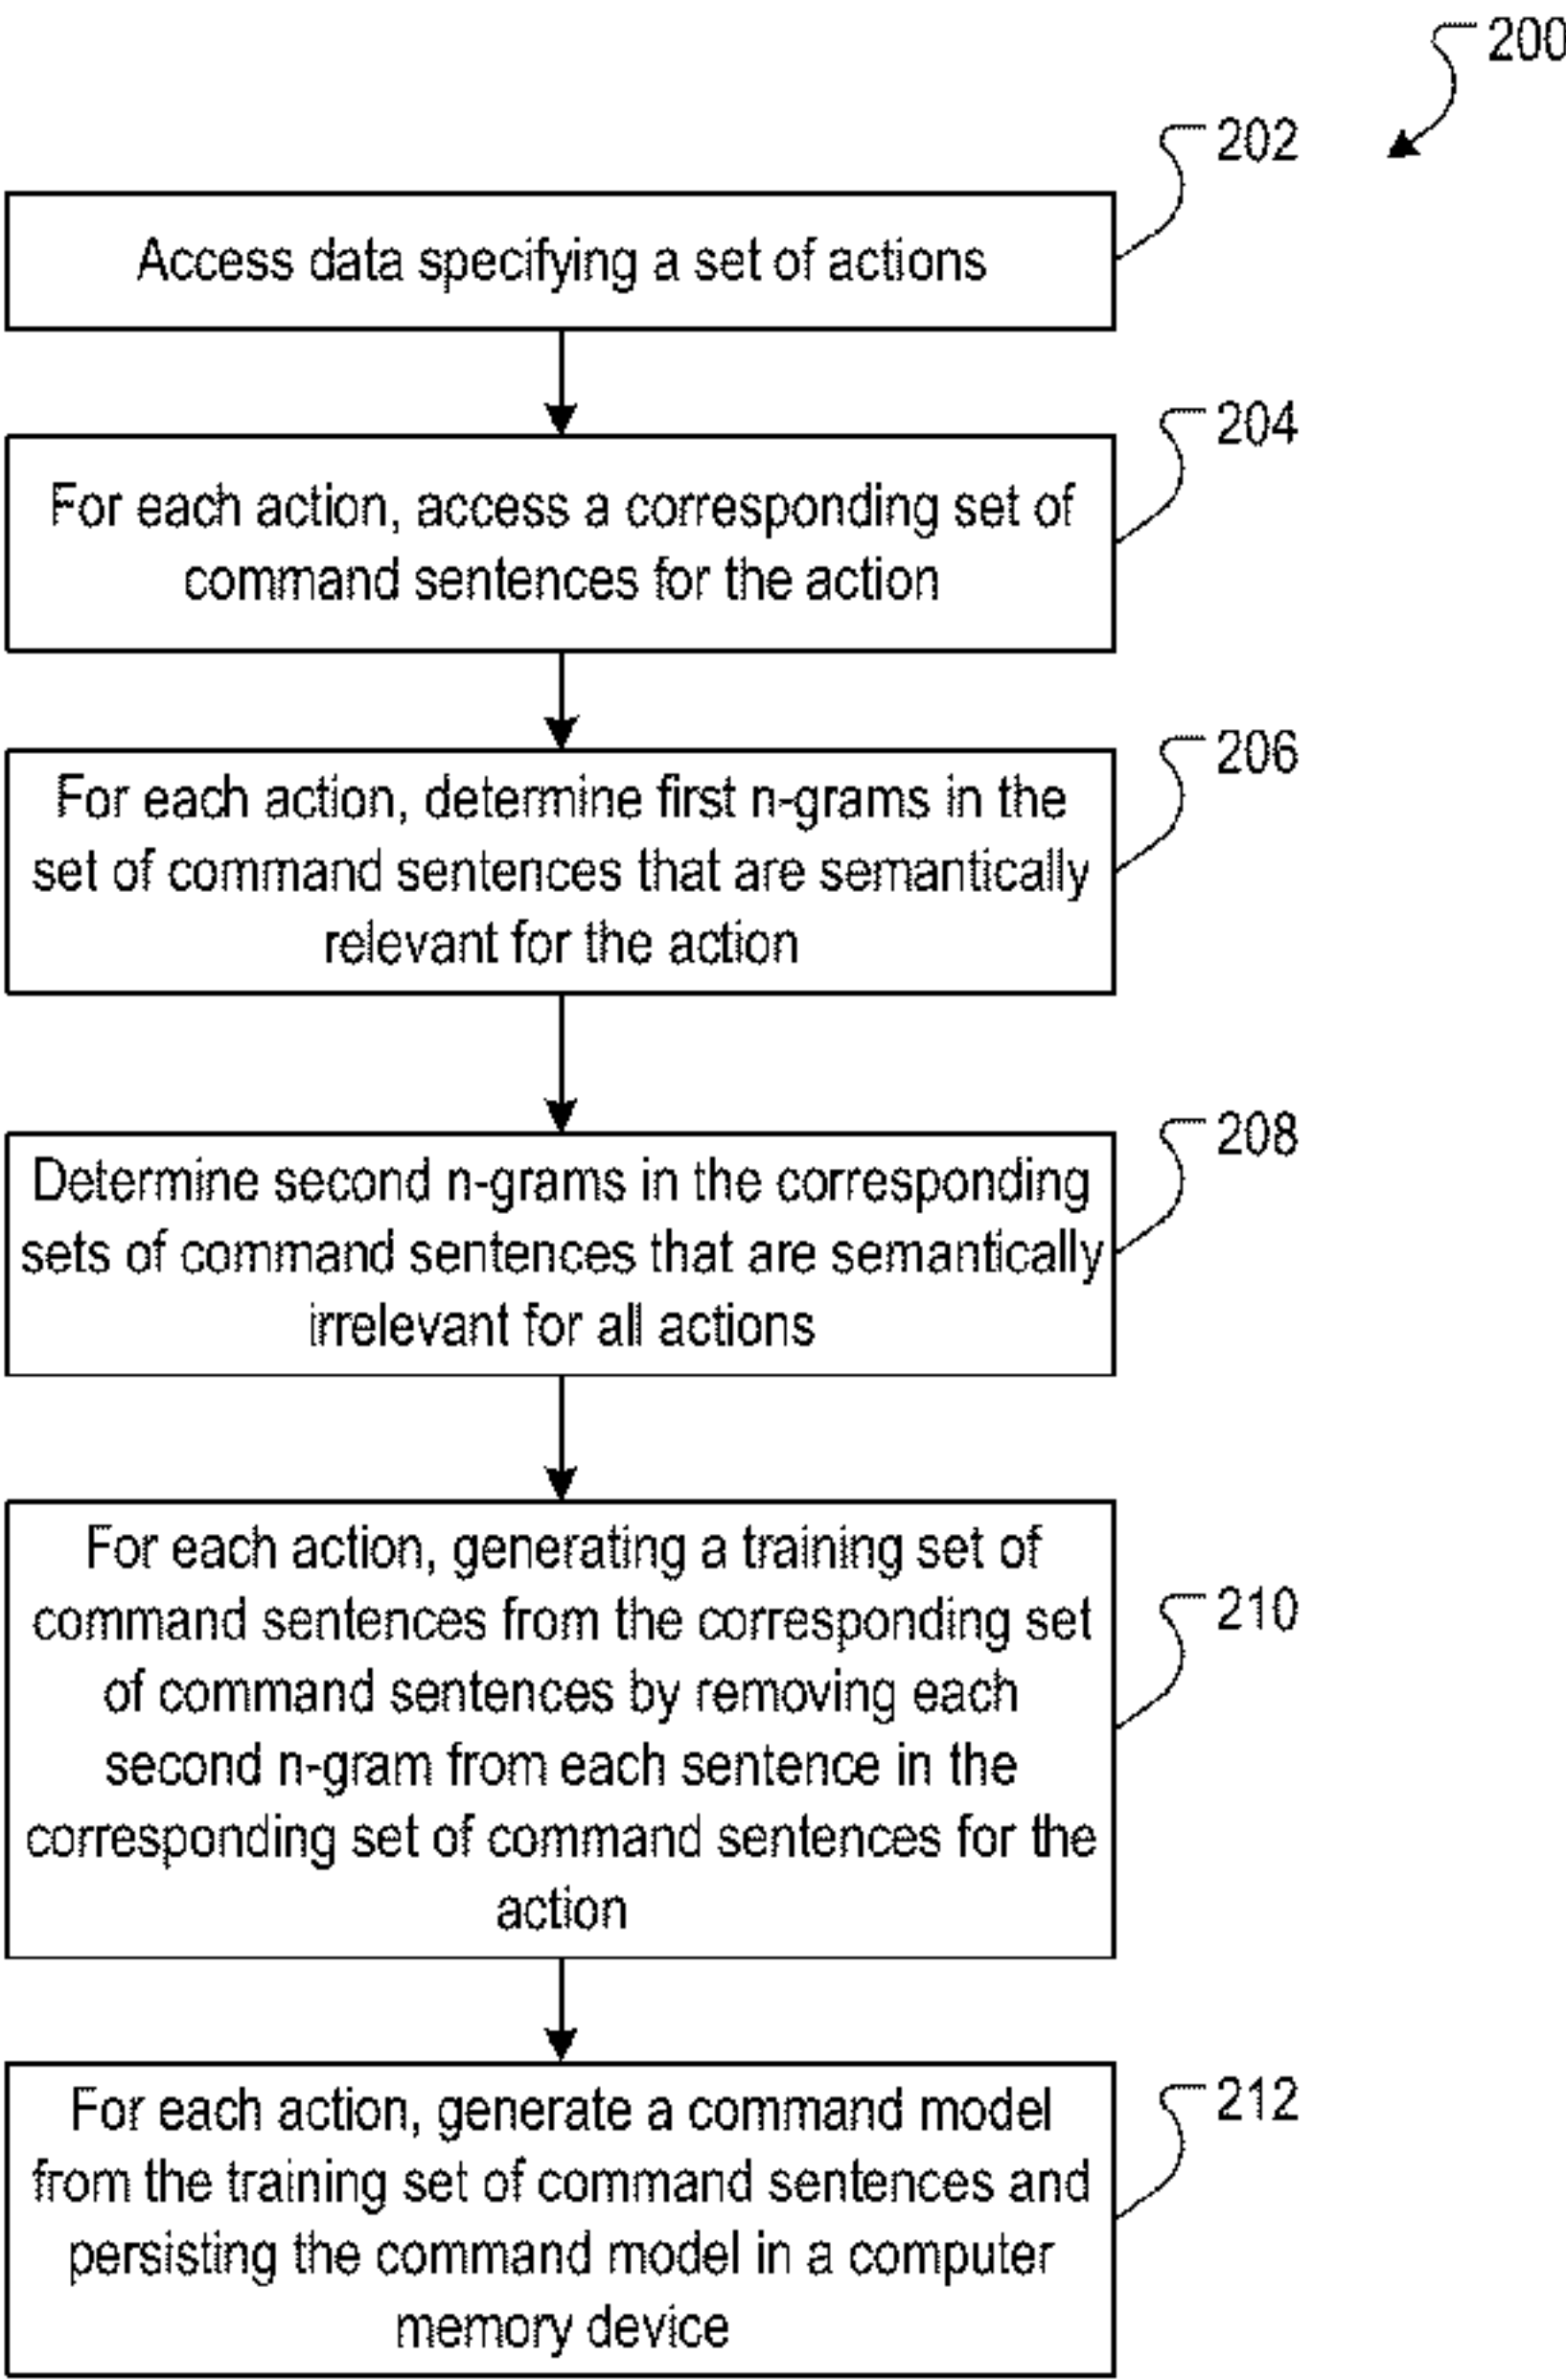 200
202
Access data specifying a set of actions
204
For each action, access a corresponding set of
command sentences for the action
206
For each action, determine first n-grams in the
set of command sentences that are semantically
relevant for the action
208
Determine second n-grams in the corresponding
sets of command sentences that are semantically
irrelevant for all actions
210
For each action, generating a training set of
command sentences from the corresponding set
of command sentences by removing each
second n-gram from each sentence in the
corresponding set of command sentences for the
action
212
For each action, generate a command model
from the training set of command sentences and
persisting the command model in a computer
memory device